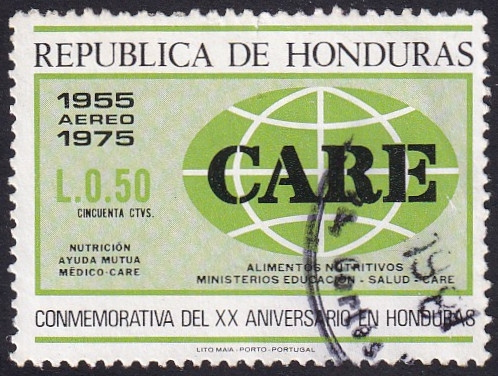 REPUBLICA DE HONDURAS
1955
AEREO
1975
CARE
L.0.50
CINCUENTA CTVS.
NUTRICIÓN
AYUDA MUTUA
MÉDICO-CARE
ALIMENTOS NUTRITIVOS
MINISTERIOS EDUCACION - SALUD - CARE
CONMEMORATIVA DEL XX ANIVERSARIO EN HONDURAS
LITO MAIA - PORTO - PORTUGAL